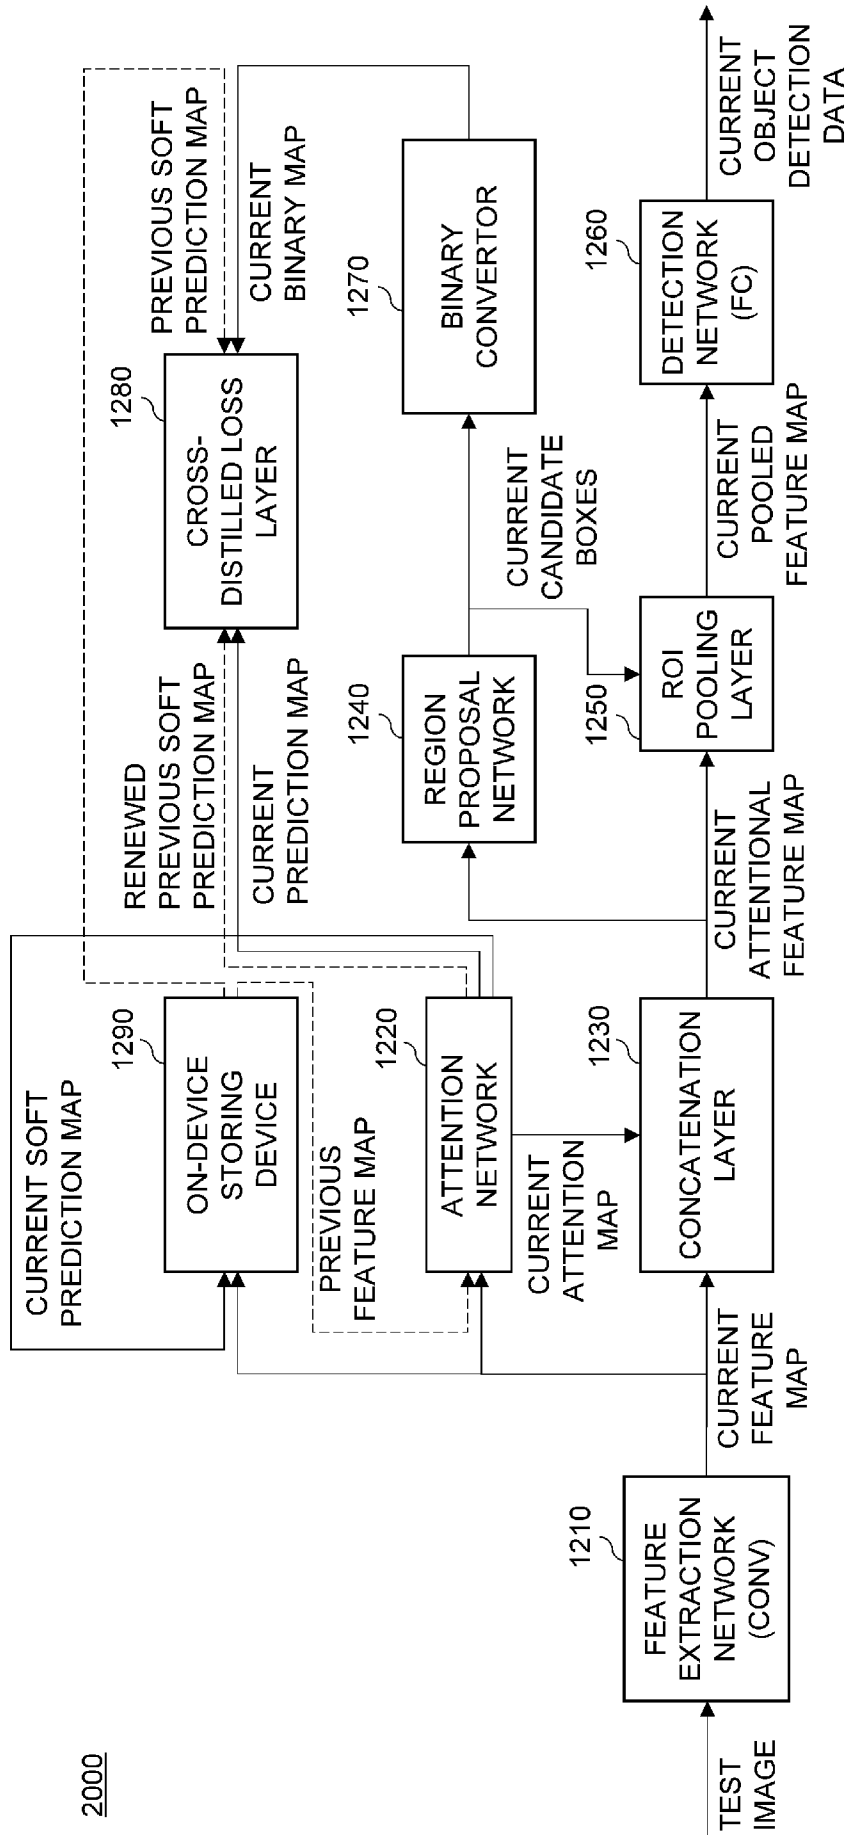 2000
TEST
IMAGE
1210
FEATURE
EXTRACTION
NETWORK
(CONV)
CURRENT
FEATURE
MAP
CURRENT SOFT
PREDICTION MAP
1290
ON-DEVICE
STORING
DEVICE
PREVIOUS
FEATURE MAP
1220
ATTENTION
NETWORK
CURRENT
ATTENTION
MAP
1230
CONCATENATION
LAYER
CURRENT
ATTENTIONAL
FEATURE MAP
RENEWED
PREVIOUS SOFT
PREDICTION MAP
CURRENT
PREDICTION MAP
1240
REGION
PROPOSAL
NETWORK
1250
ROI
POOLING
LAYER
CURRENT
CANDIDATE
BOXES
1280
CROSS-
DISTILLED LOSS
LAYER
PREVIOUS SOFT
PREDICTION MAP
CURRENT
BINARY MAP
1270
BINARY
CONVERTOR
CURRENT
POOLED
FEATURE MAP
1260
DETECTION
NETWORK
(FC)
CURRENT
OBJECT
DETECTION
DATA